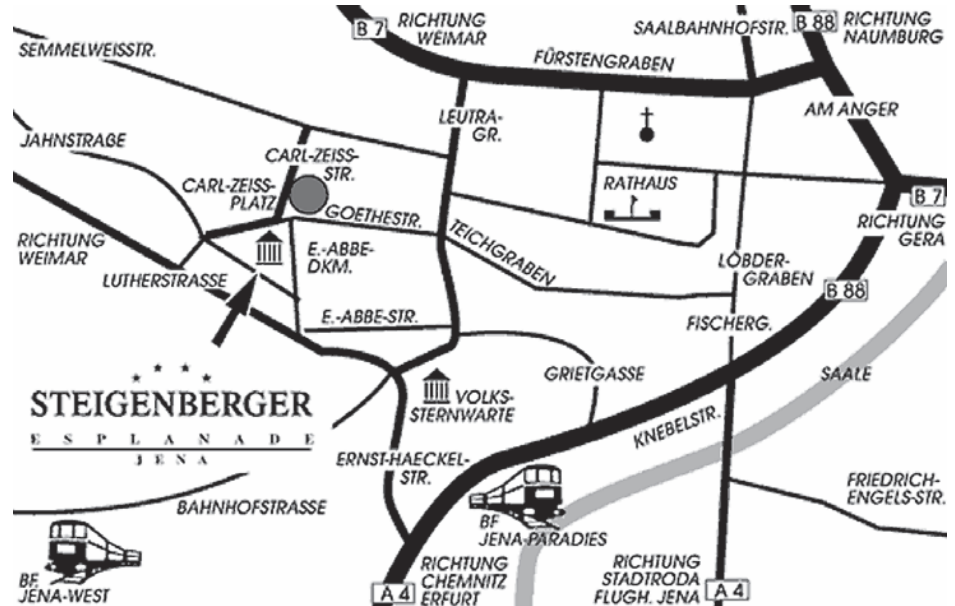 B 7
RICHTUNG
WEIMAR
SAALBAHNHOFSTR.
B 88
RICHTUNG
NAUMBURG
SEMMELWEISSTR.
FÜRSTENGRABEN
LEUTRA-
GR.
AM ANGER
JAHNSTRAßE
CARL-ZEISS-
STR.
CARL-ZEISS-
PLATZ
RATHAUS
B 7
RICHTUNG
GERA
GOETHESTR.
RICHTUNG
WEIMAR
E.-ABBE-
DKM.
TEICHGRABEN
LÖBDER-
GRABEN
LUTHERSTRASSE
B 88
E.-ABBE-STR.
FISCHERG.
GRIETGASSE
SAALE
STEIGENBERGER
ESPLANADE
JENA
VOLKS-
STERNWARTE
KNEBELSTR.
ERNST-HAECKEL-
STR.
FRIEDRICH-
ENGELS-STR.
BAHNHOFSTRASSE
BF.
JENA-PARADIES
BF.
JENA-WEST
A 4
RICHTUNG
CHEMNITZ
ERFURT
RICHTUNG
STADTRODA
FLUGH. JENA
A 4